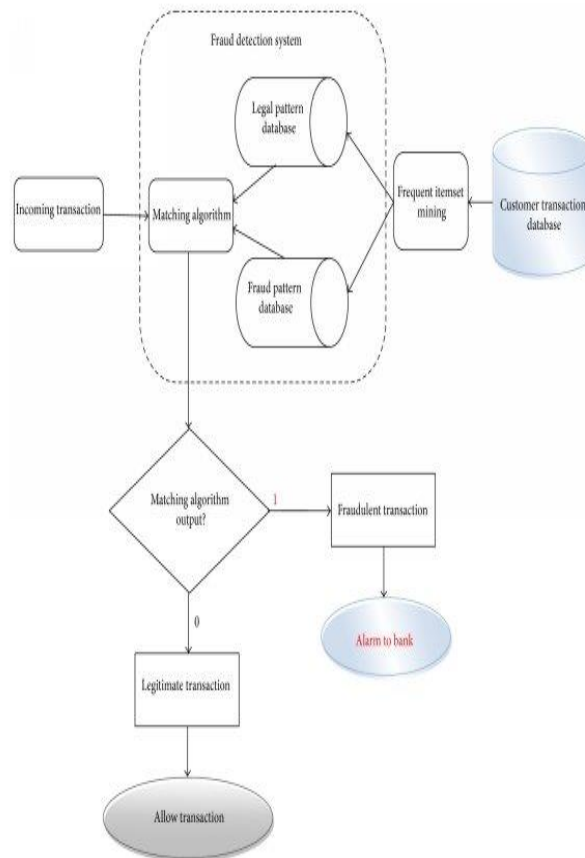 Fraud detection system
Legal pattern
database
Incoming transaction
Matching algorithm
Frequent itemset
mining
Customer transaction
database
Fraud pattern
database
Matching algorithm
output?
1
Fraudulent transaction
0
Alarm to bank
Legitimate transaction
Allow transaction